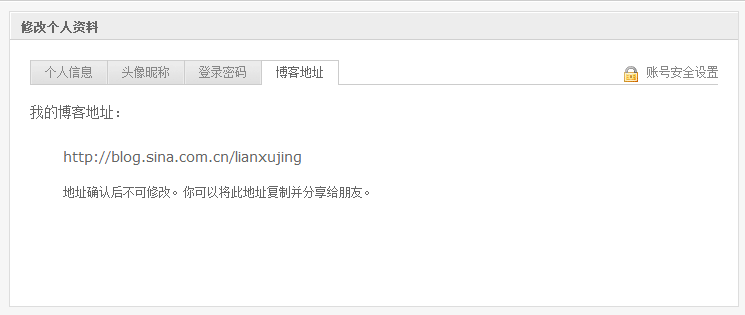 修改个人资料
个人信息 头像昵称 登录密码 博客地址 账号安全设置
我的博客地址：
http://blog.sina.com.cn/lianxujing
地址确认后不可修改。你可以将此地址复制并分享给朋友。